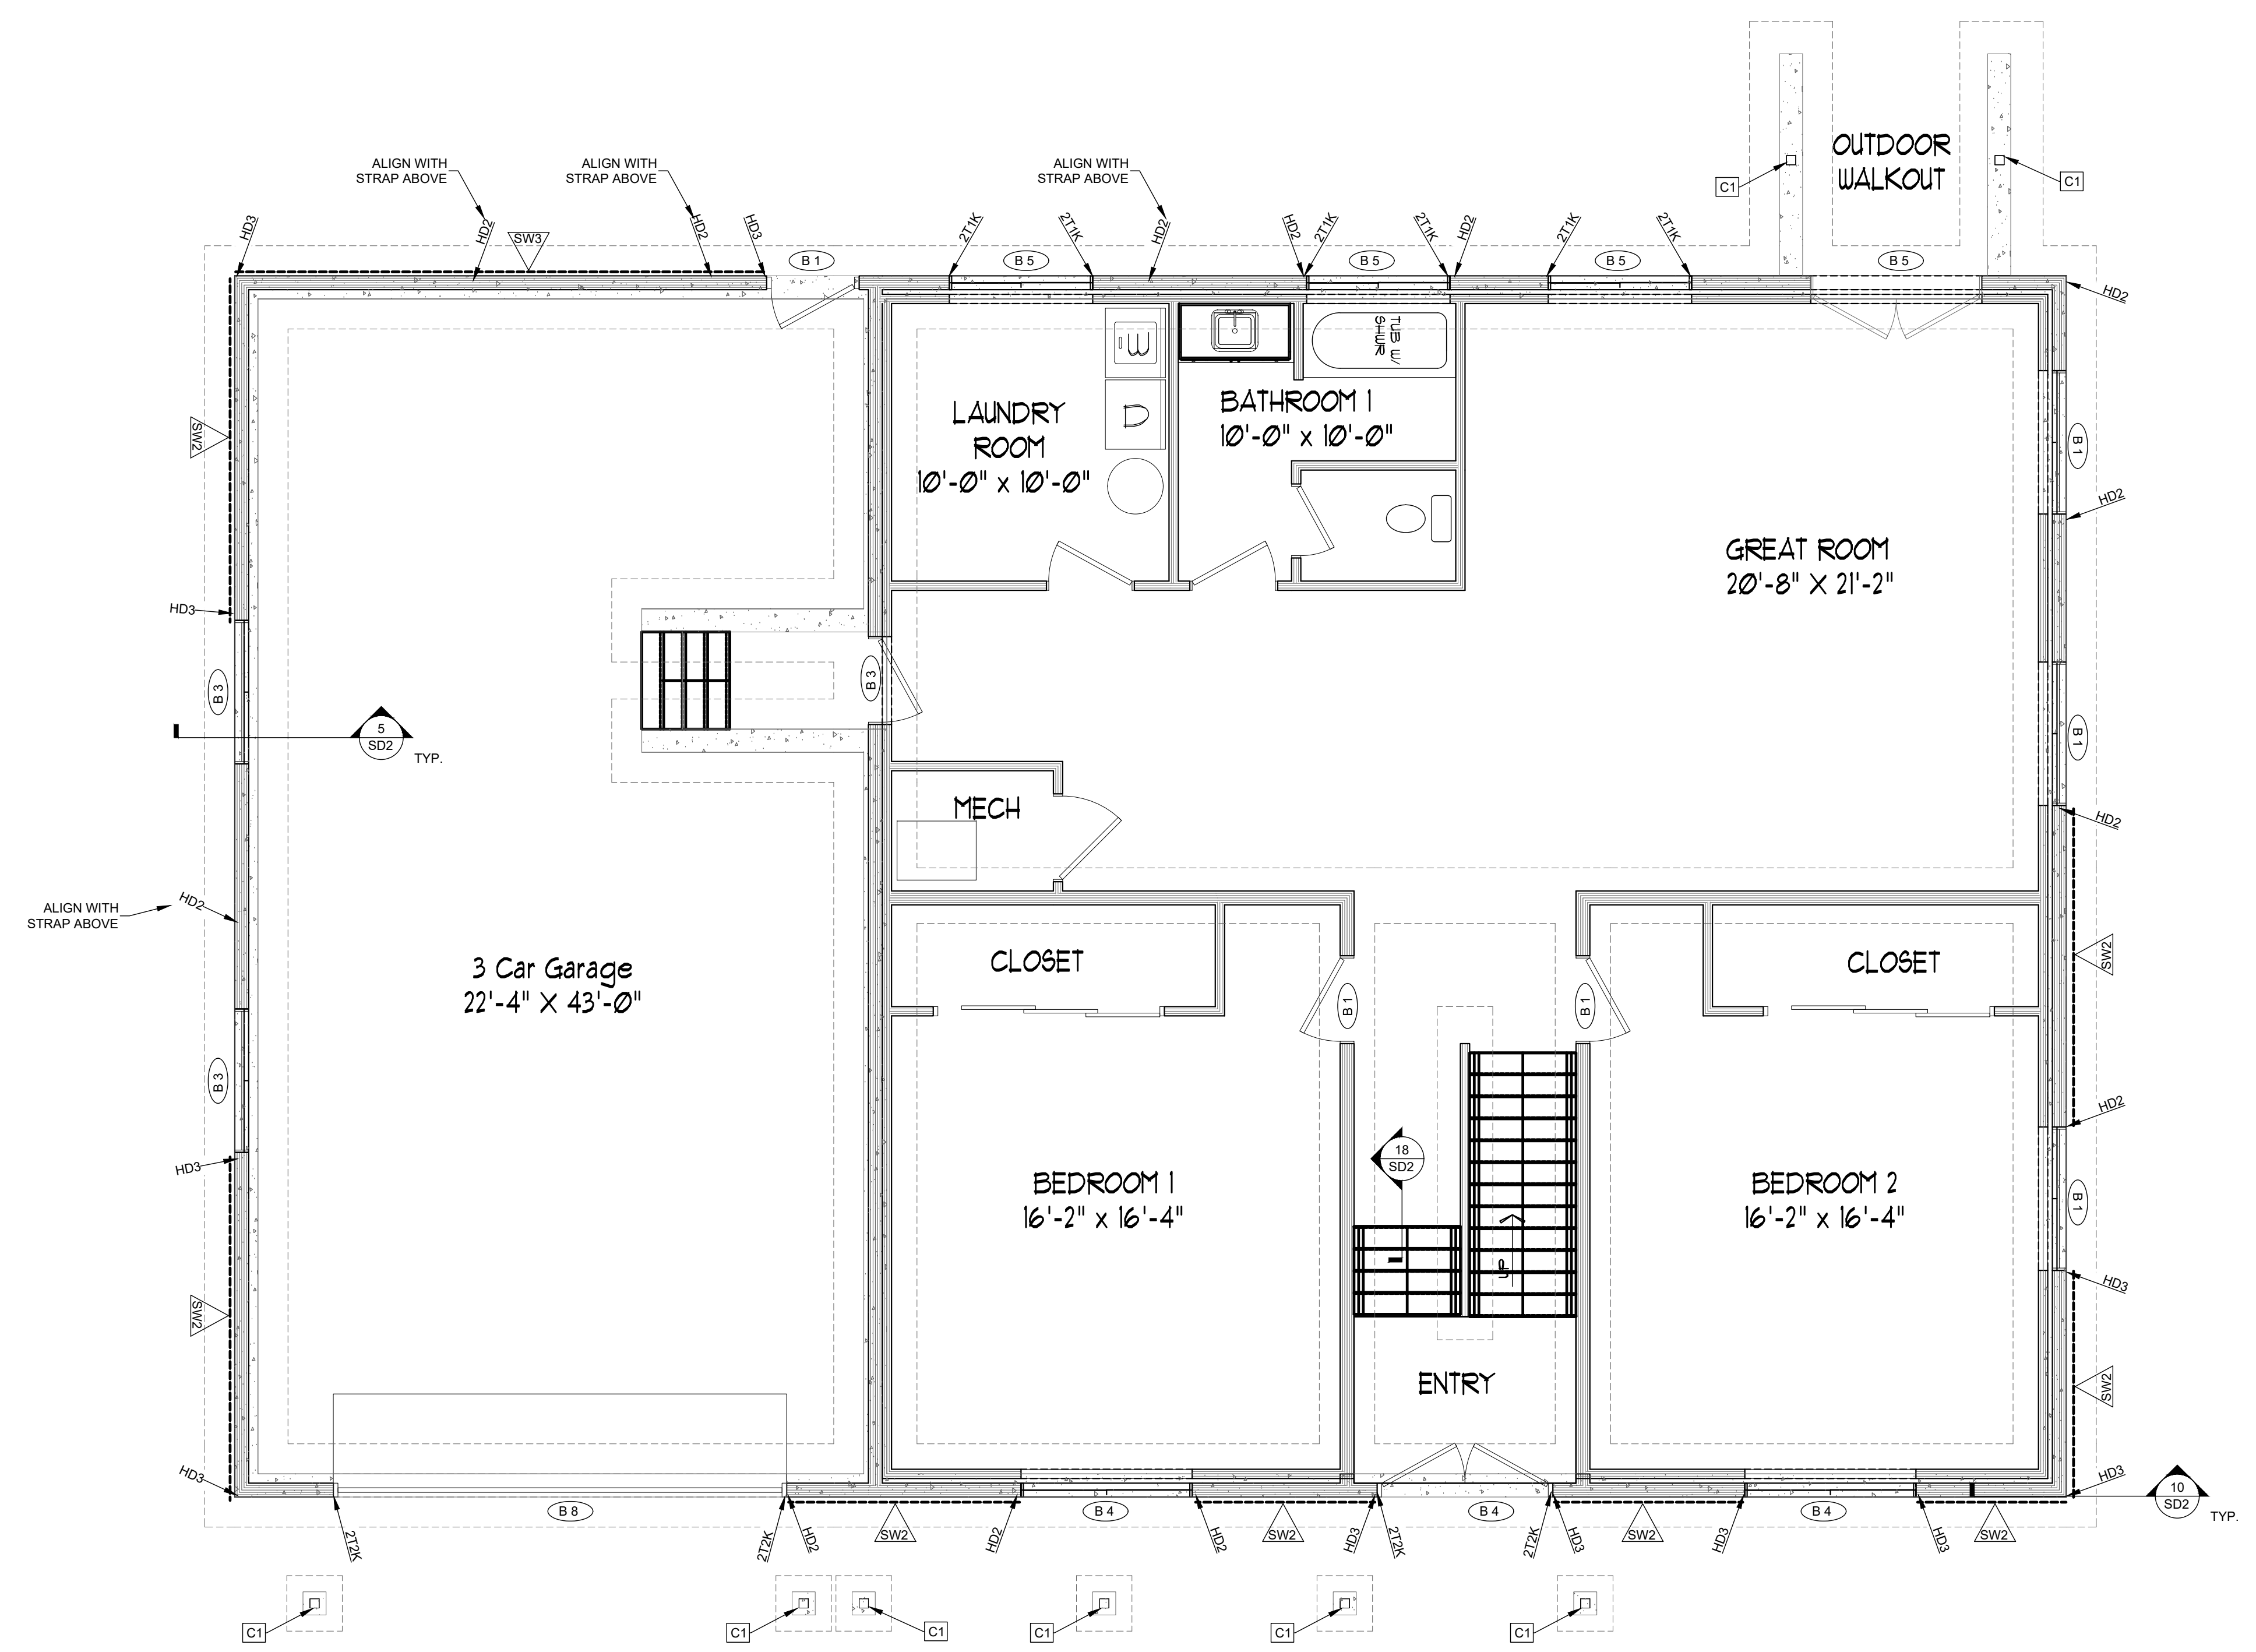 OUTDOOR
WALKOUT
C1
C1
ALIGN WITH
STRAP ABOVE
ALIGN WITH
STRAP ABOVE
ALIGN WITH
STRAP ABOVE
HD3
HD2
SW3
HD2
HD3
B 1
2T1K
B 5
2T1K
HD2
HD2
2T1K
B 5
2T1K
HD2
2T1K
B 5
2T1K
B 5
HD2
TUB W/
SHWR
W
D
LAUNDRY
ROOM
10'-0" x 10'-0"
BATHROOM 1
10'-0" x 10'-0"
SW2
B 1
HD2
GREAT ROOM
20'-8" X 21'-2"
HD3
B 3
B 3
5
SD2
TYP.
B 1
MECH
HD2
ALIGN WITH
STRAP ABOVE
HD2
3 Car Garage
22'-4" X 43'-0"
CLOSET
CLOSET
SW2
B 1
B 1
B 3
HD2
HD3
18
SD2
BEDROOM 1
16'-2" x 16'-4"
BEDROOM 2
16'-2" x 16'-4"
B 1
UP
HD3
SW2
ENTRY
SW2
HD3
HD3
10
SD2
TYP.
2T2K
B 8
2T2K
HD2
SW2
HD2
B 4
HD2
SW2
HD3
2T2K
B 4
2T2K
HD3
SW2
HD3
B 4
HD3
SW2
C1
C1
C1
C1
C1
C1